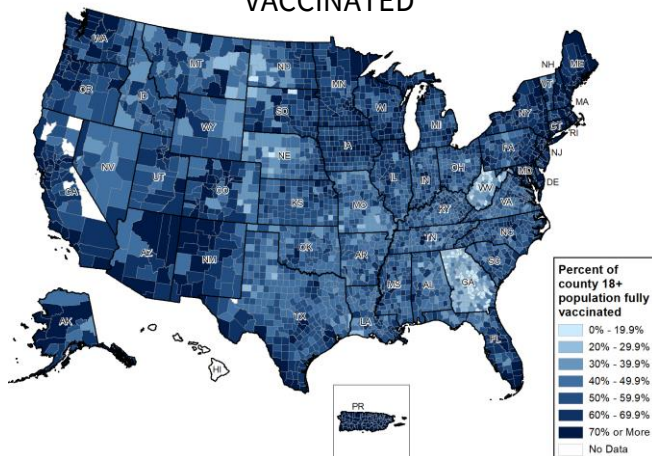 VACCINATED
WA
MT
ND
MN
OR
ID
SD
WI
WY
MI
NH
VT
ME
NY
MA
CT
RI
PA
NJ
IA
NE
NV
UT
CO
CA
IL
IN
OH
MD
DE
WV
VA
KS
MO
KY
NC
TN
OK
AR
SC
AZ
NM
MS
AL
GA
TX
LA
FL
AK
HI
PR
Percent of
county 18+
population fully
vaccinated
0% - 19.9%
20% - 29.9%
30% - 39.9%
40% - 49.9%
50% - 59.9%
60% - 69.9%
70% or More
No Data